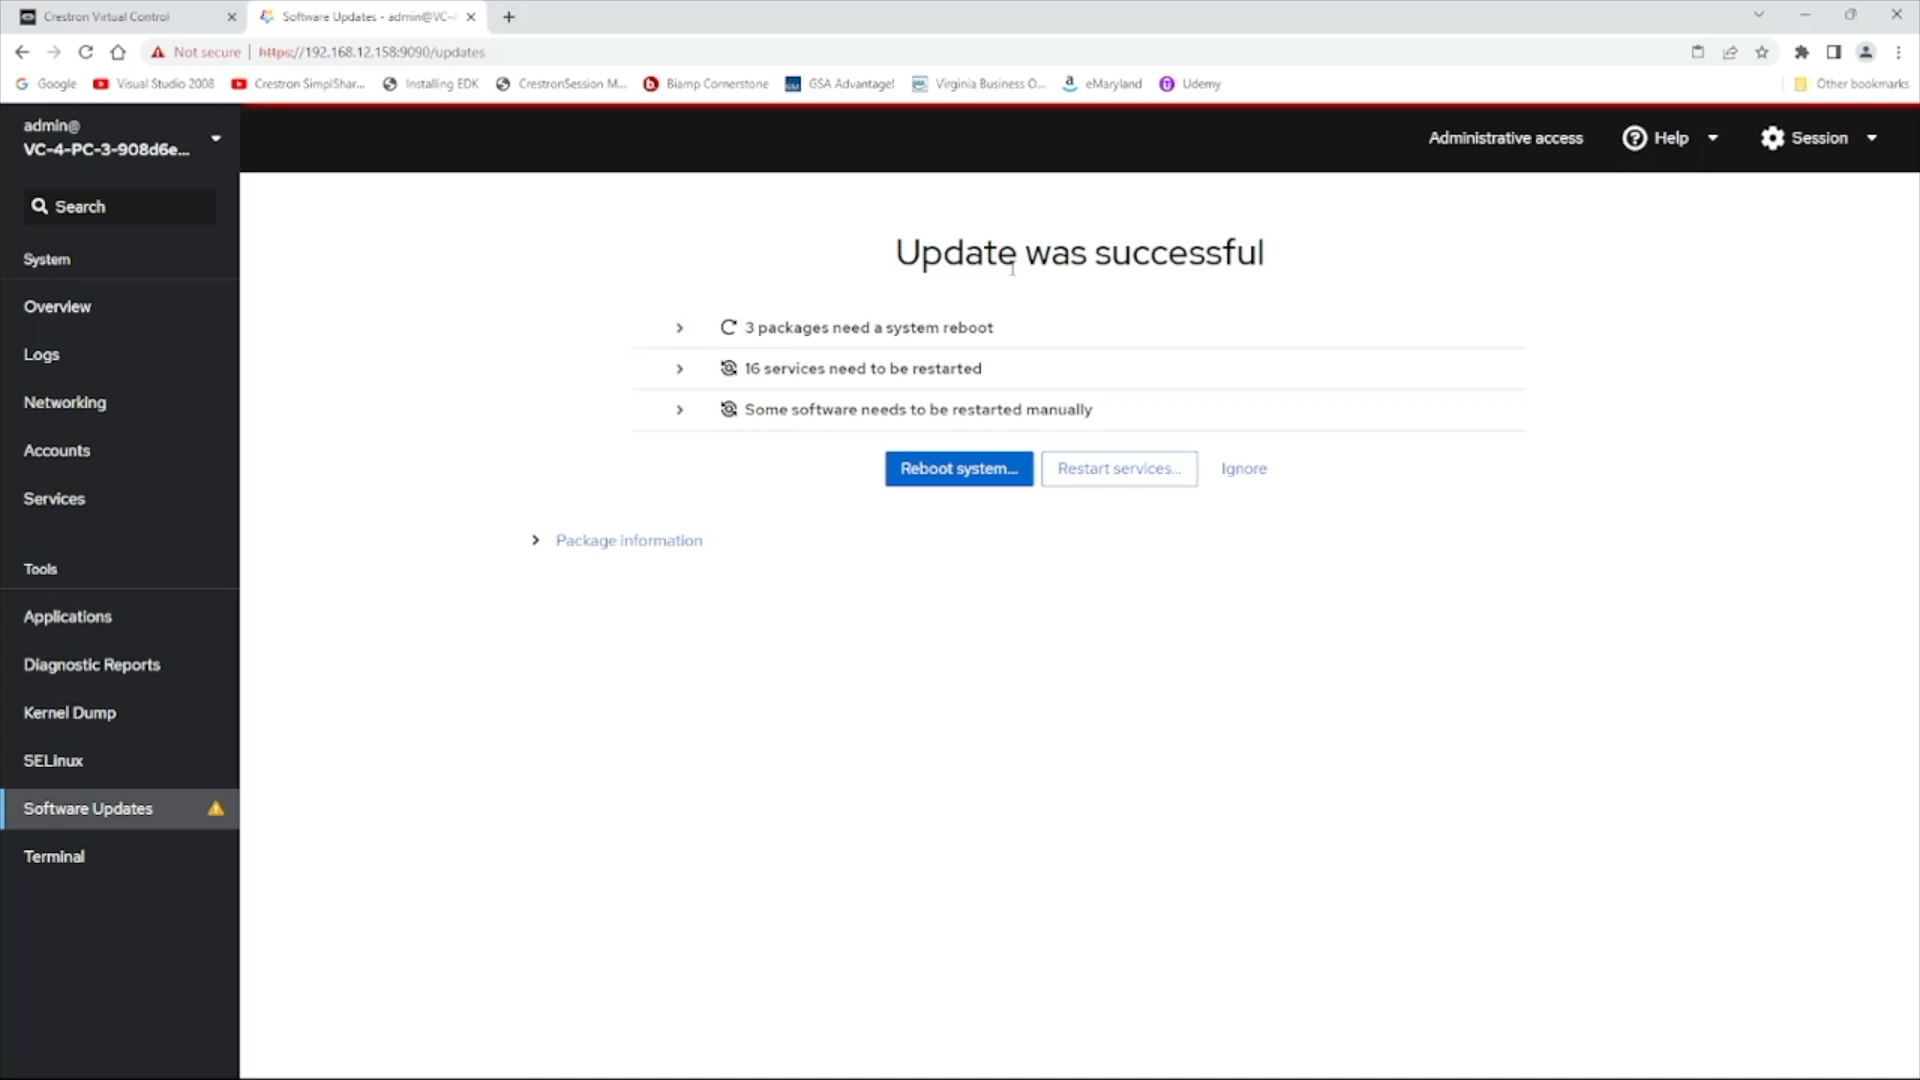 Crestron Virtual Control
Software Updates - admin@VC-4
Not secure
https://192.168.12.158:9090/updates
Google
Visual Studio 2008
Crestron SimplShar...
Installing EDK
CrestronSession M...
Biamp Cornerstone
GSA Advantage!
Virginia Business O...
eMaryland
Udemy
Other bookmarks
admin@
VC-4-PC-3-908d6e...
Administrative access
Help
Session
Search
System
Overview
Logs
Networking
Accounts
Services
Tools
Applications
Diagnostic Reports
Kernel Dump
SELinux
Software Updates
Terminal
Update was successful
3 packages need a system reboot
16 services need to be restarted
Some software needs to be restarted manually
Reboot system...
Restart services...
Ignore
Package information